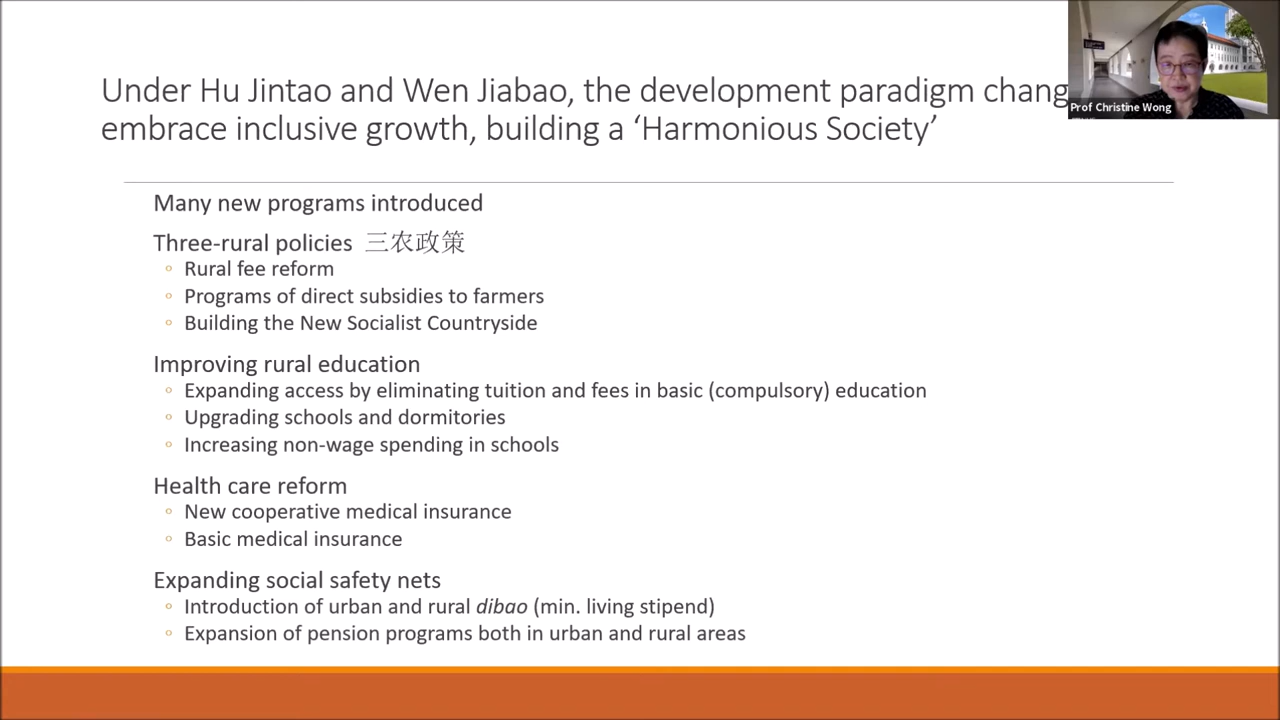 Under Hu Jintao and Wen Jiabao, the development paradigm chang
embrace inclusive growth, building a ‘Harmonious Society’
Prof Christine Wong
Many new programs introduced
Three-rural policies 三农政策
◦ Rural fee reform
◦ Programs of direct subsidies to farmers
◦ Building the New Socialist Countryside
Improving rural education
◦ Expanding access by eliminating tuition and fees in basic (compulsory) education
◦ Upgrading schools and dormitories
◦ Increasing non-wage spending in schools
Health care reform
◦ New cooperative medical insurance
◦ Basic medical insurance
Expanding social safety nets
◦ Introduction of urban and rural dibao (min. living stipend)
◦ Expansion of pension programs both in urban and rural areas